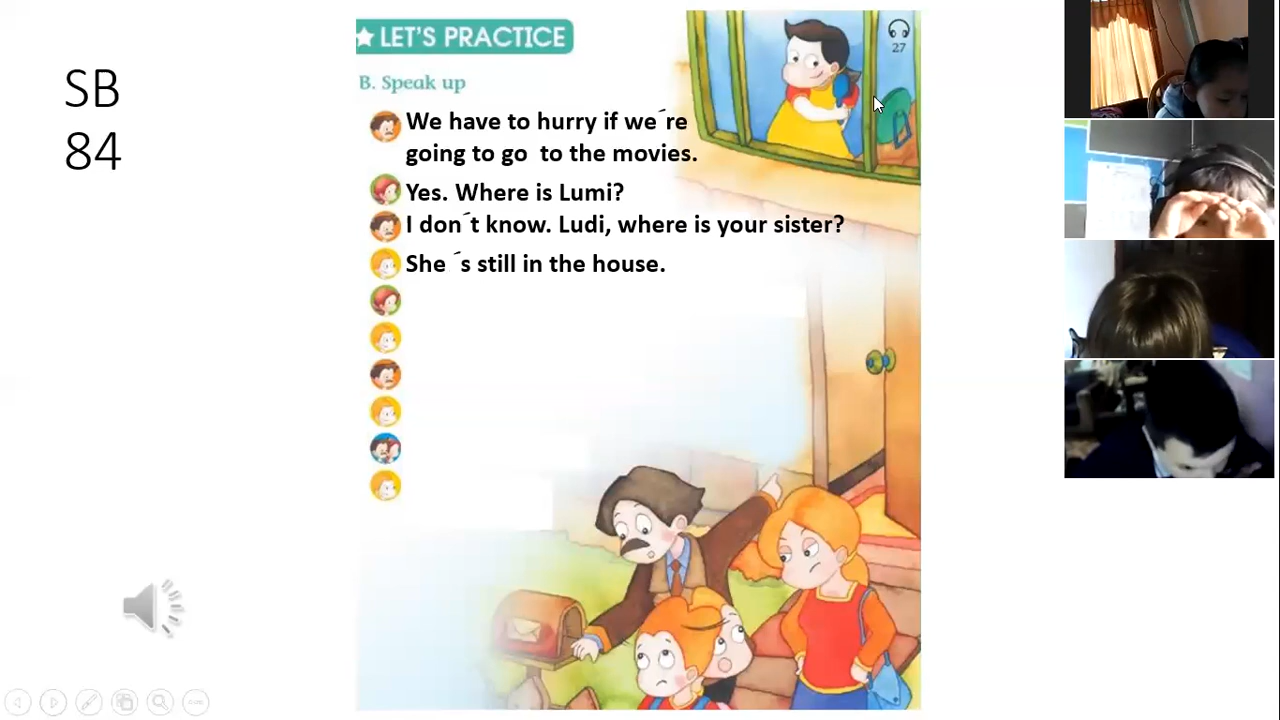 SB
84
LET'S PRACTICE
27
B. Speak up
We have to hurry if we´re
going to go to the movies.
Yes. Where is Lumi?
I don´t know. Ludi, where is your sister?
She ´s still in the house.